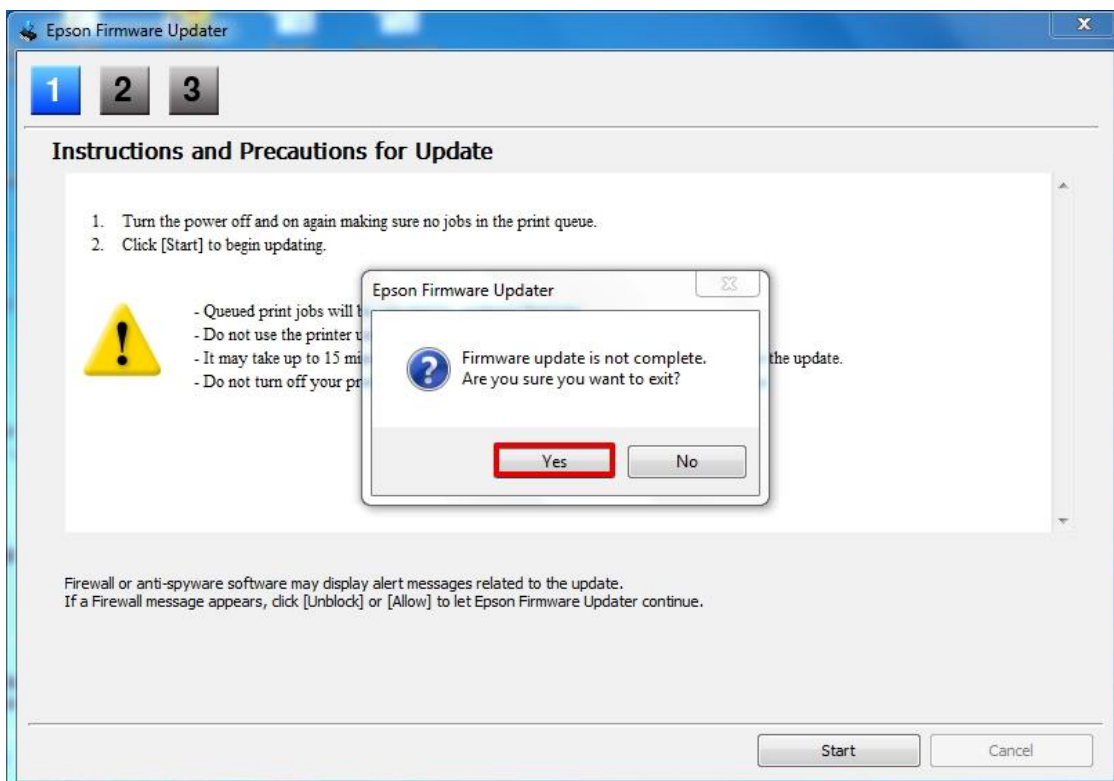 Epson Firmware Updater
x
1 2 3
Instructions and Precautions for Update
1. Turn the power off and on again making sure no jobs in the print queue.
2. Click [Start] to begin updating.
Epson Firmware Updater
- Queued print jobs will
- Do not use the printer
- It may take up to 15 the update.
- Do not turn off your
Firmware update is not complete.
Are you sure you want to exit?
Yes No
Firewall or anti-spyware software may display alert messages related to the update.
If a Firewall message appears, click [Unblock] or [Allow] to let Epson Firmware Updater continue.
Start Cancel